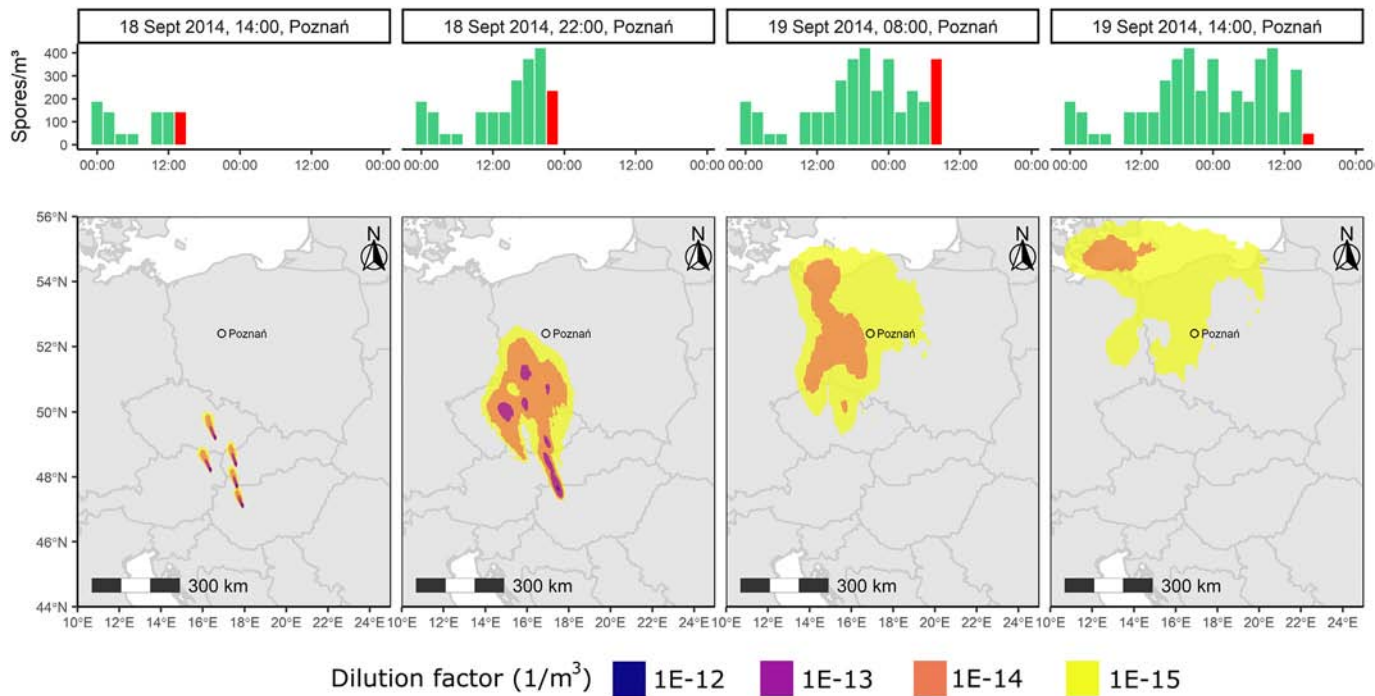 18 Sept 2014, 14:00, Poznań 18 Sept 2014, 22:00, Poznań 19 Sept 2014, 08:00, Poznań 19 Sept 2014, 14:00, Poznań
Spores/m³
400
300
200
100
0
00:00 12:00 00:00 12:00 00:00 00:00 12:00 00:00 12:00 00:00 00:00 12:00 00:00 12:00 00:00 00:00 12:00 00:00 12:00 00:00
56°N
N N N N
54°N
Poznań Poznań Poznań Poznań
52°N
50°N
48°N
46°N
300 km 300 km 300 km 300 km
44°N
10°E 12°E 14°E 16°E 18°E 20°E 22°E 24°E 10°E 12°E 14°E 16°E 18°E 20°E 22°E 24°E 10°E 12°E 14°E 16°E 18°E 20°E 22°E 24°E 10°E 12°E 14°E 16°E 18°E 20°E 22°E 24°E
Dilution factor (1/m³) 1E-12 1E-13 1E-14 1E-15